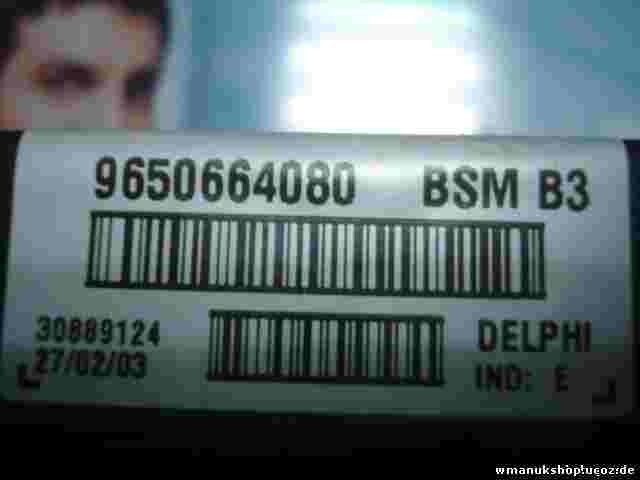 9650664080 BSM B3
30889124 DELPHI
27/02/03 IND: E
wmanukshop.ucoz.de